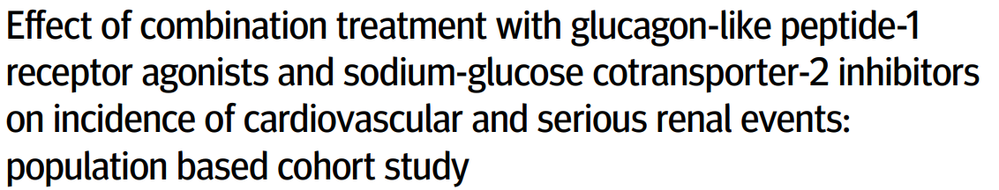 Effect of combination treatment with glucagon-like peptide-1
receptor agonists and sodium-glucose cotransporter-2 inhibitors
on incidence of cardiovascular and serious renal events:
population based cohort study